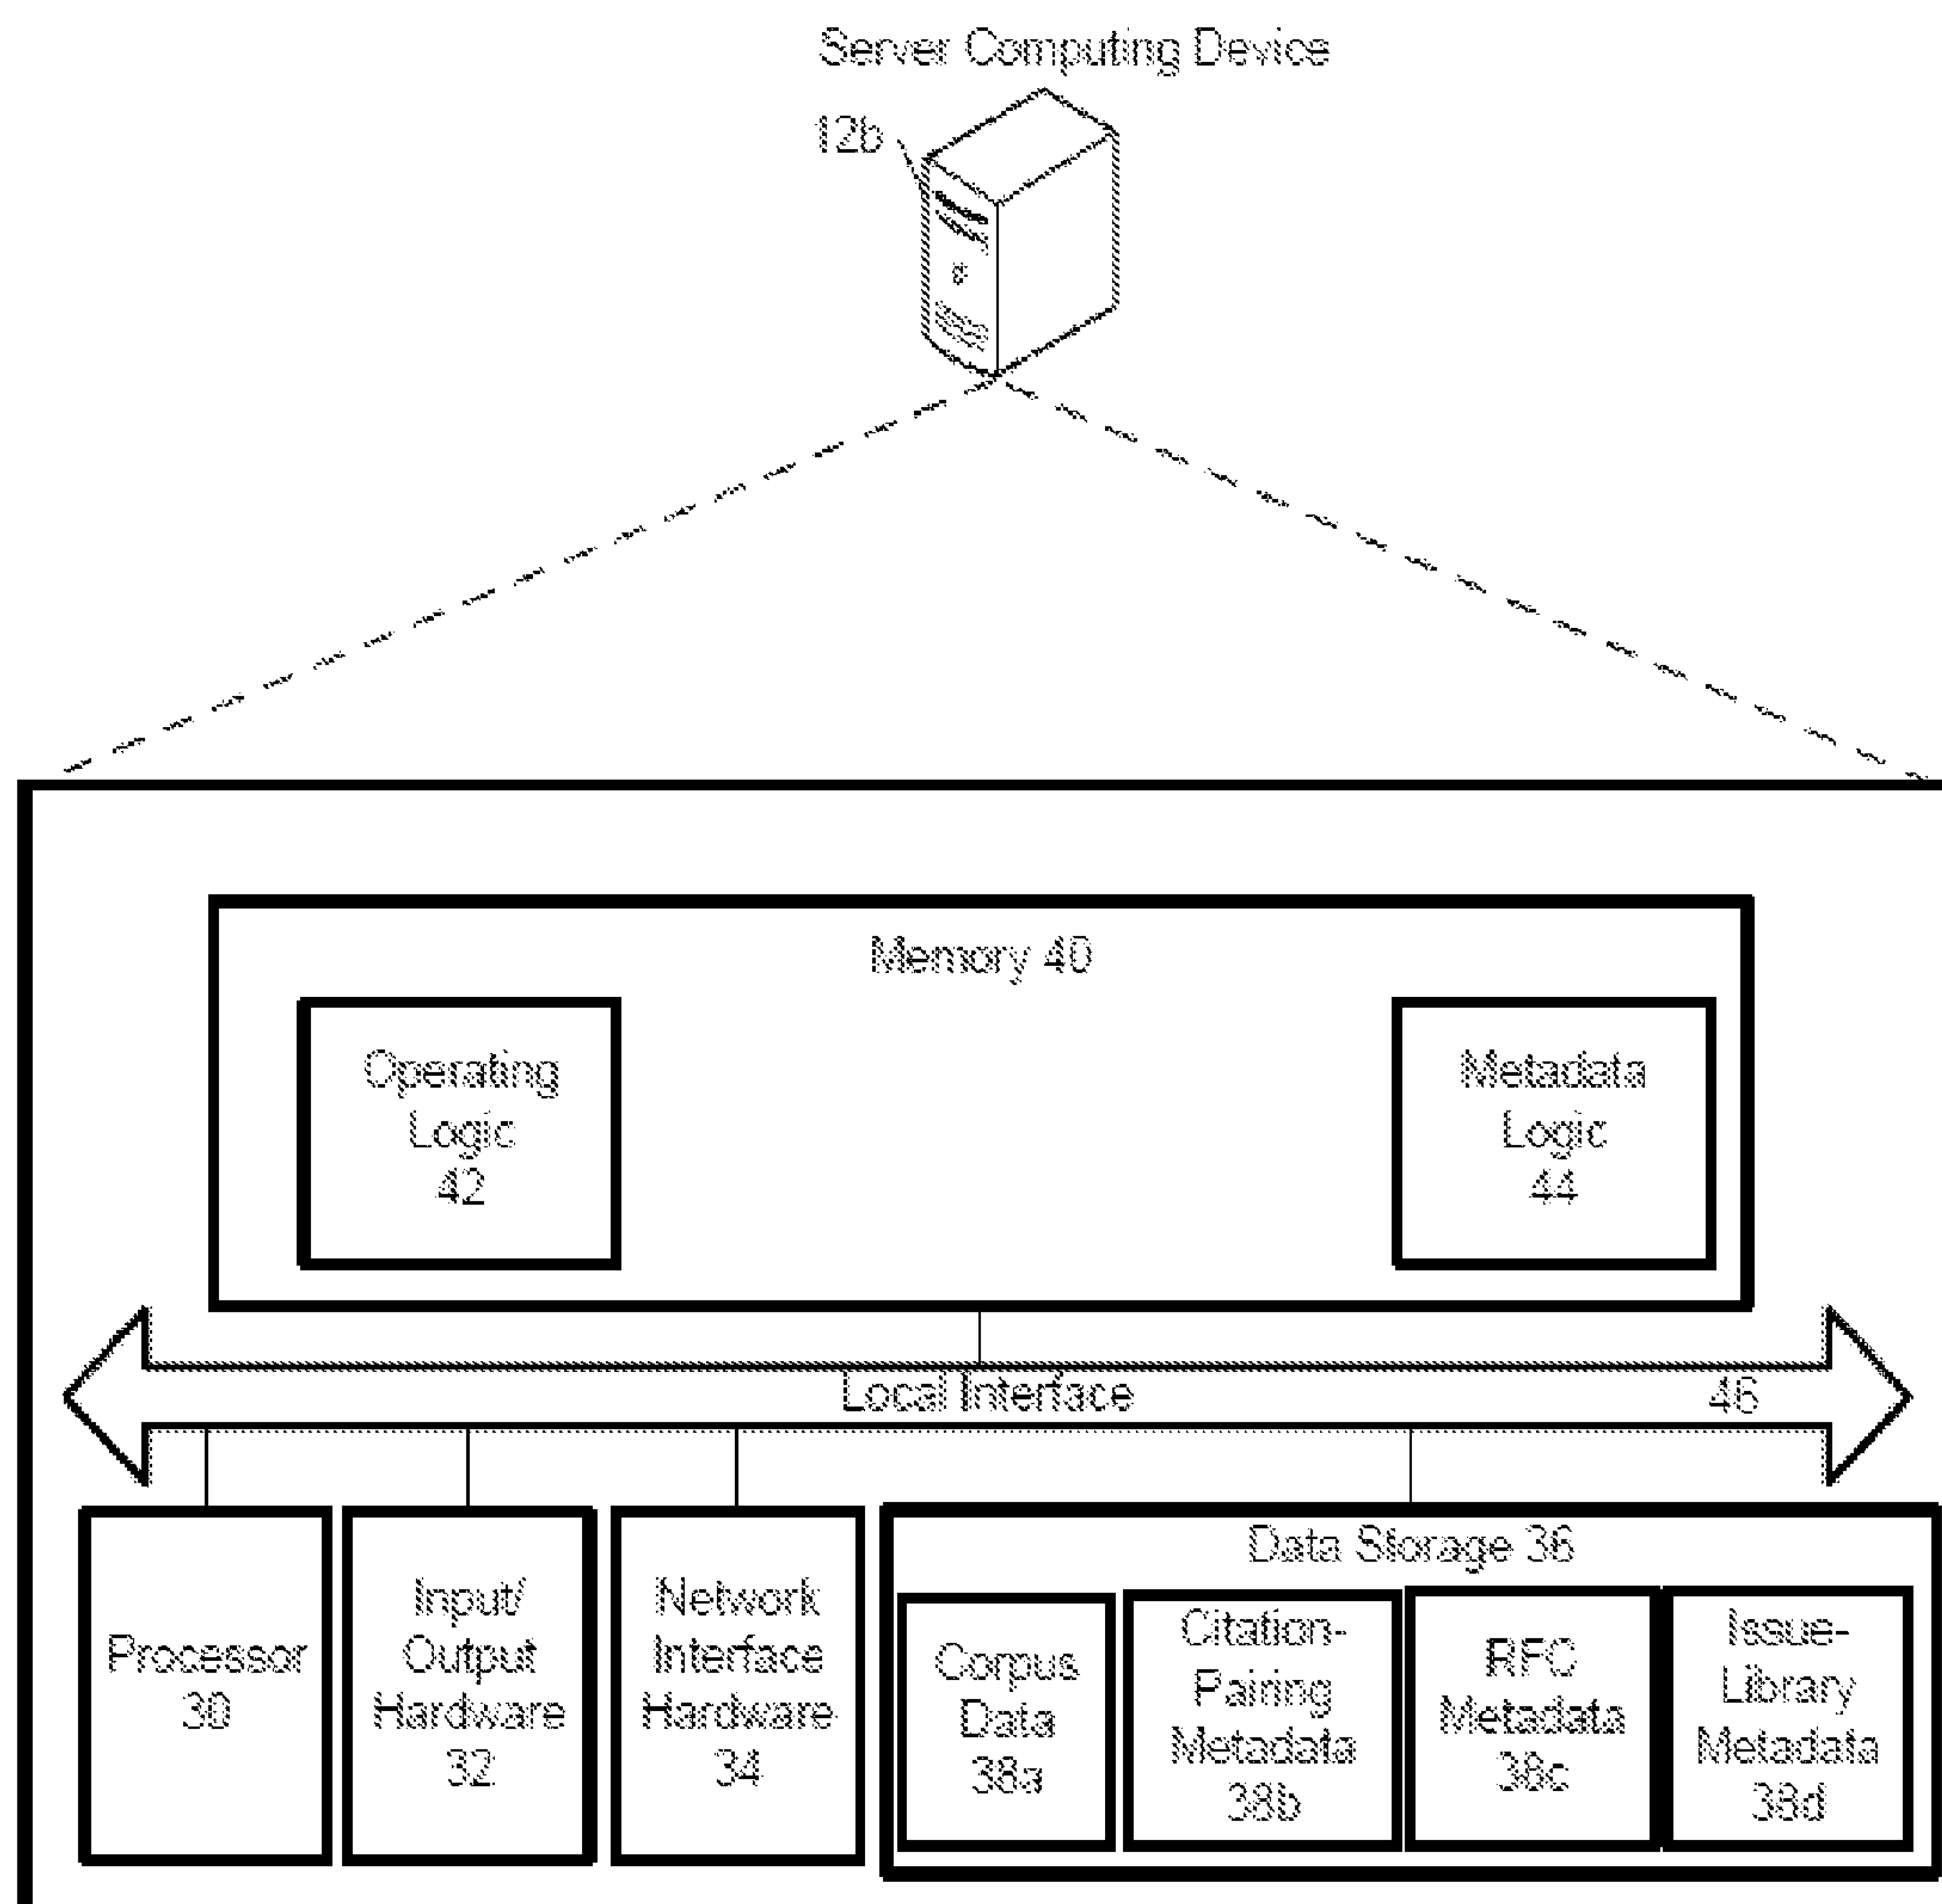 Server Computing Device
12b
Memory 40
Operating
Logic
42
Metadata
Logic
44
Local Interface
46
Processor
30
Input/
Output
Hardware
32
Network
Interface
Hardware
34
Data Storage 36
Corpus
Data
38a
Citation-
Pairing
Metadata
38b
RFC
Metadata
38c
Issue-
Library
Metadata
38d